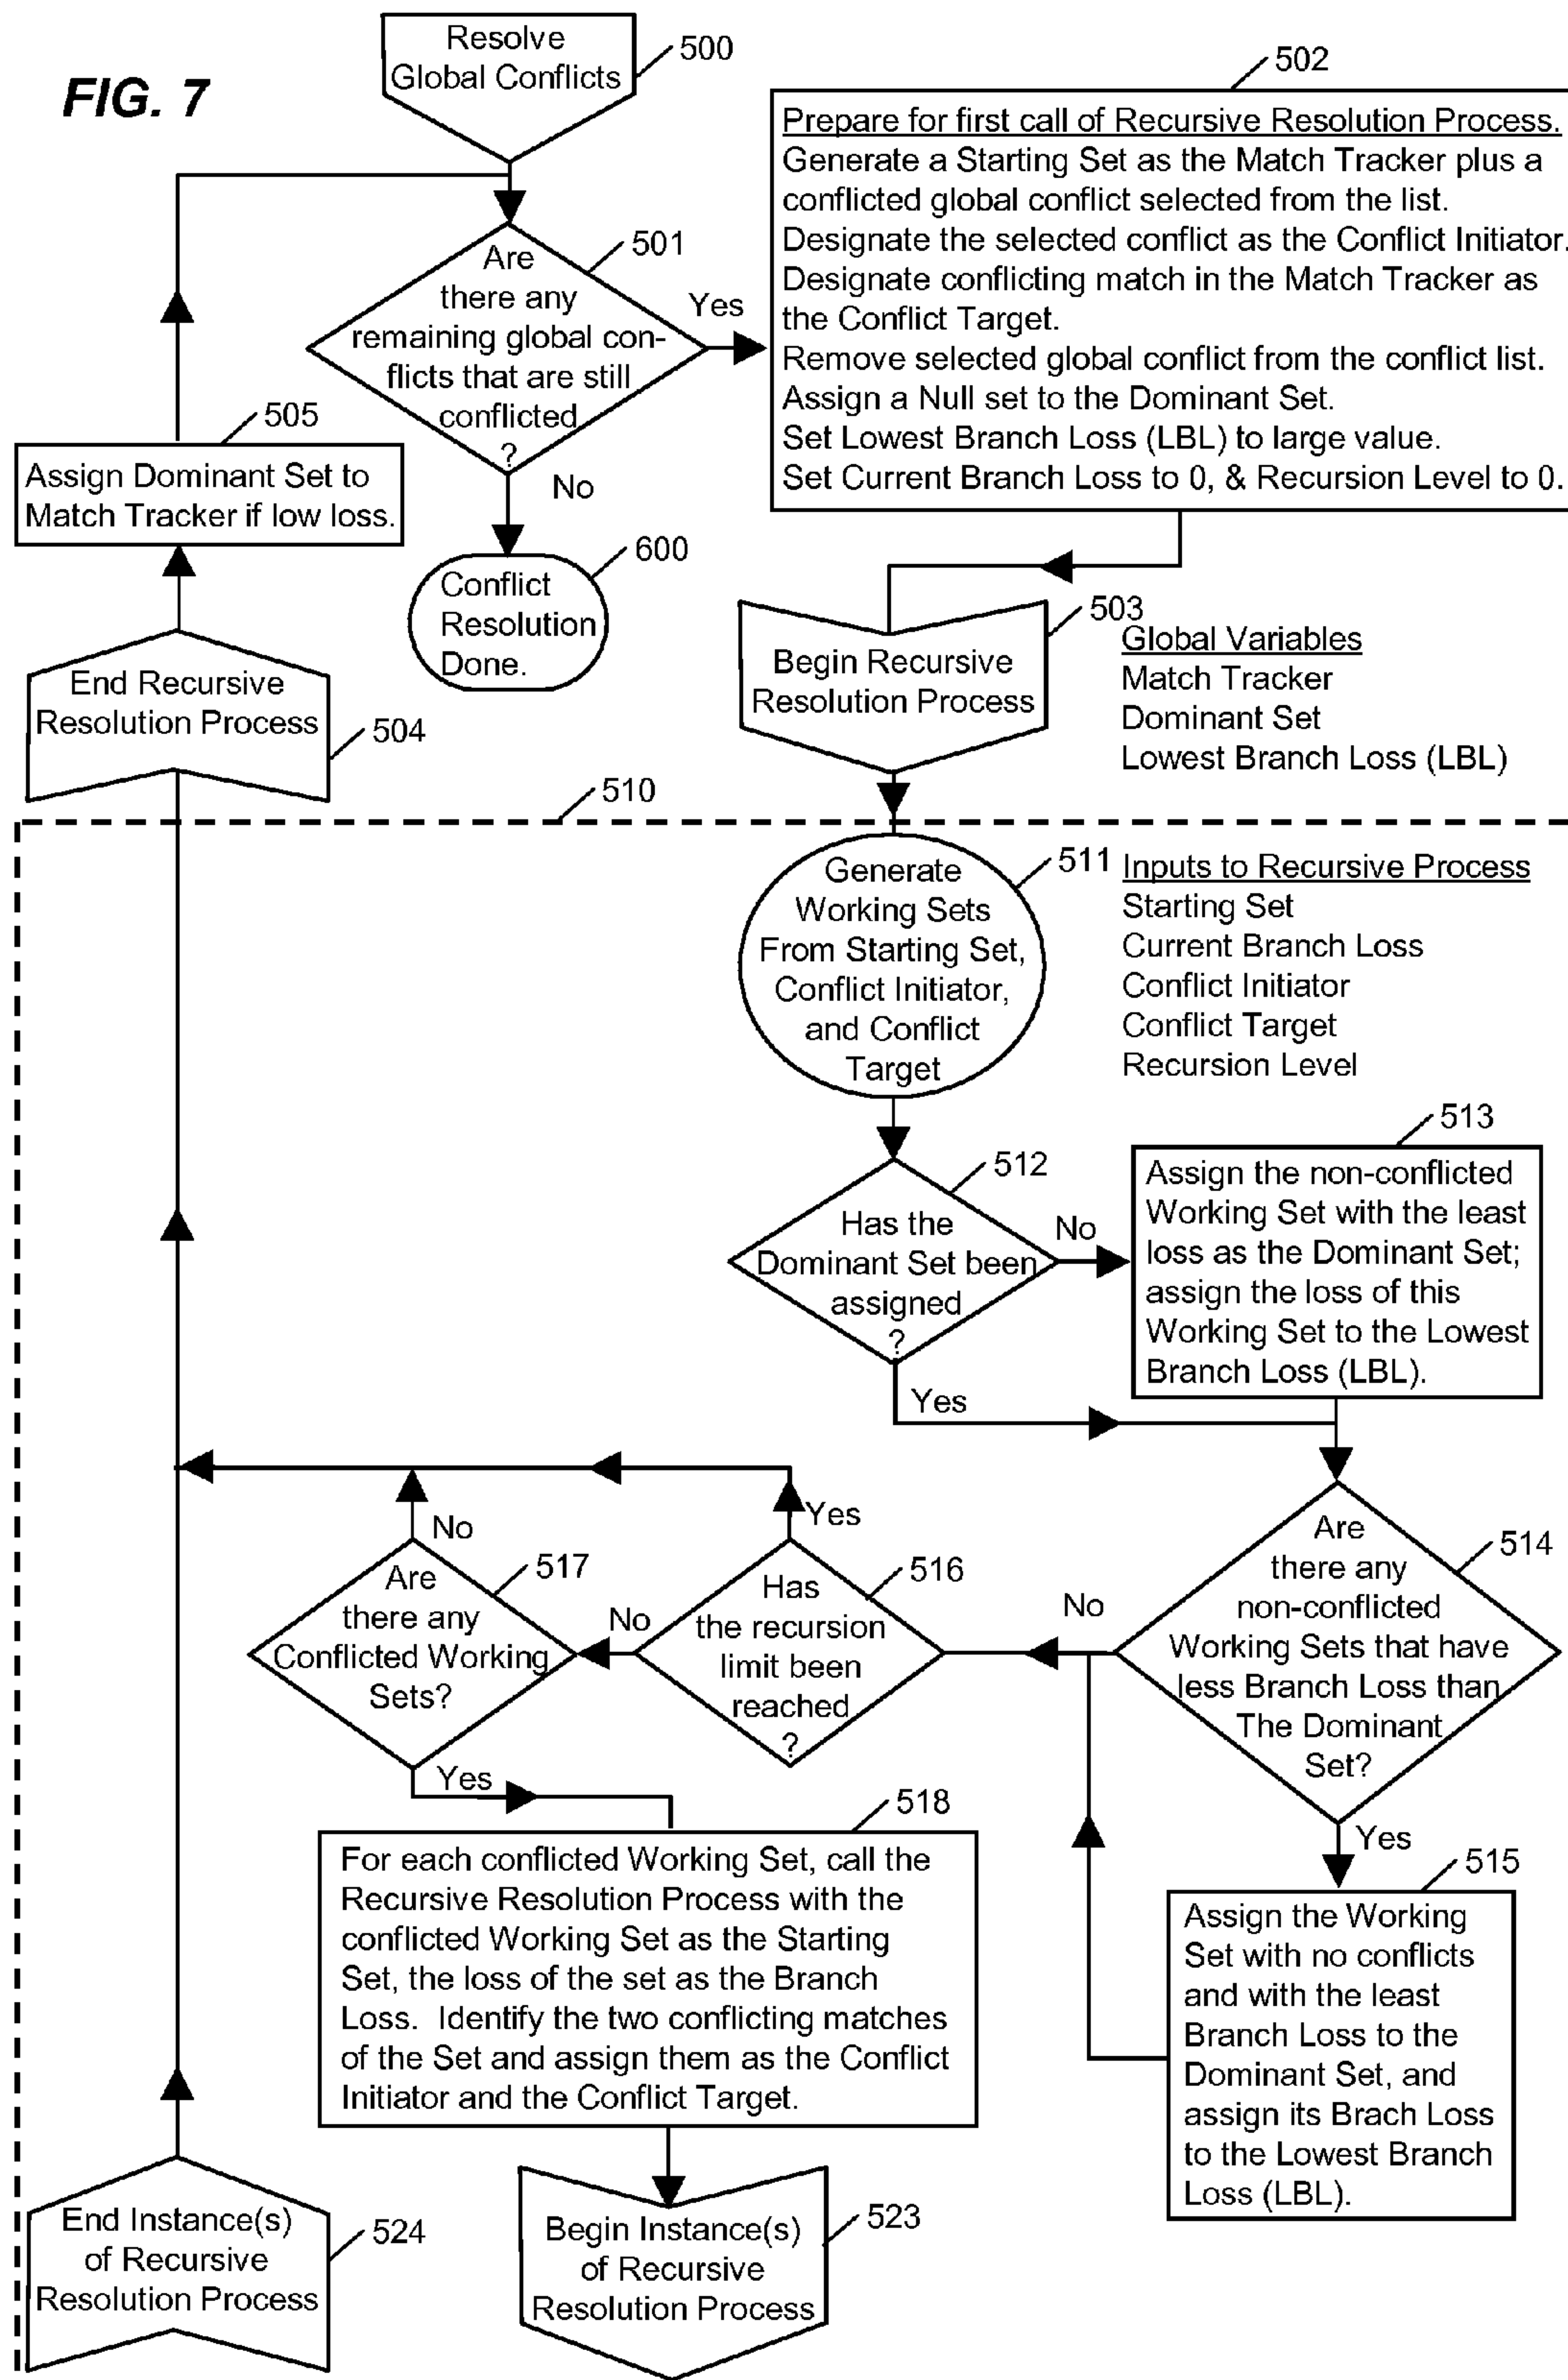 FIG. 7
Resolve
Global Conflicts
500
502
Prepare for first call of Recursive Resolution Process.
Generate a Starting Set as the Match Tracker plus a
conflicted global conflict selected from the list.
Designate the selected conflict as the Conflict Initiator.
Designate conflicting match in the Match Tracker as
the Conflict Target.
Remove selected global conflict from the conflict list.
Assign a Null set to the Dominant Set.
Set Lowest Branch Loss (LBL) to large value.
Set Current Branch Loss to 0, & Recursion Level to 0.
501
Are
there any
remaining global con-
flicts that are still
conflicted
?
Yes
No
505
Assign Dominant Set to
Match Tracker if low loss.
600
Conflict
Resolution
Done.
503
Begin Recursive
Resolution Process
Global Variables
Match Tracker
Dominant Set
Lowest Branch Loss (LBL)
End Recursive
Resolution Process
504
510
511
Generate
Working Sets
From Starting Set,
Conflict Initiator,
and Conflict
Target
Inputs to Recursive Process
Starting Set
Current Branch Loss
Conflict Initiator
Conflict Target
Recursion Level
512
Has the
Dominant Set been
assigned
?
No
Yes
513
Assign the non-conflicted
Working Set with the least
loss as the Dominant Set;
assign the loss of this
Working Set to the Lowest
Branch Loss (LBL).
514
Are
there any
non-conflicted
Working Sets that have
less Branch Loss than
The Dominant
Set?
No
Yes
515
Assign the Working
Set with no conflicts
and with the least
Branch Loss to the
Dominant Set, and
assign its Brach Loss
to the Lowest Branch
Loss (LBL).
516
Has
the recursion
limit been
reached
?
Yes
No
517
Are
there any
Conflicted Working
Sets?
No
Yes
518
For each conflicted Working Set, call the
Recursive Resolution Process with the
conflicted Working Set as the Starting
Set, the loss of the set as the Branch
Loss. Identify the two conflicting matches
of the Set and assign them as the Conflict
Initiator and the Conflict Target.
523
Begin Instance(s)
of Recursive
Resolution Process
End Instance(s)
of Recursive
Resolution Process
524